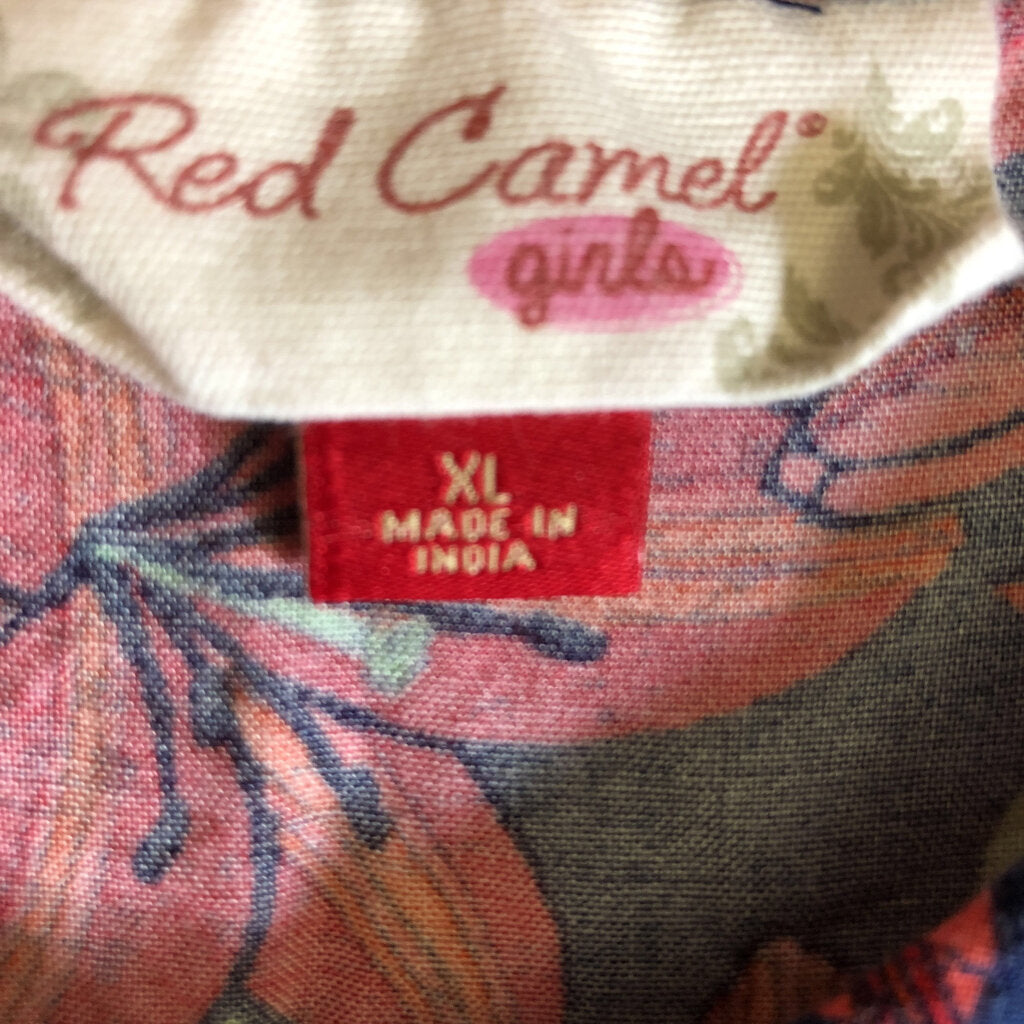 Red Camel®
girls
XL
MADE IN
INDIA